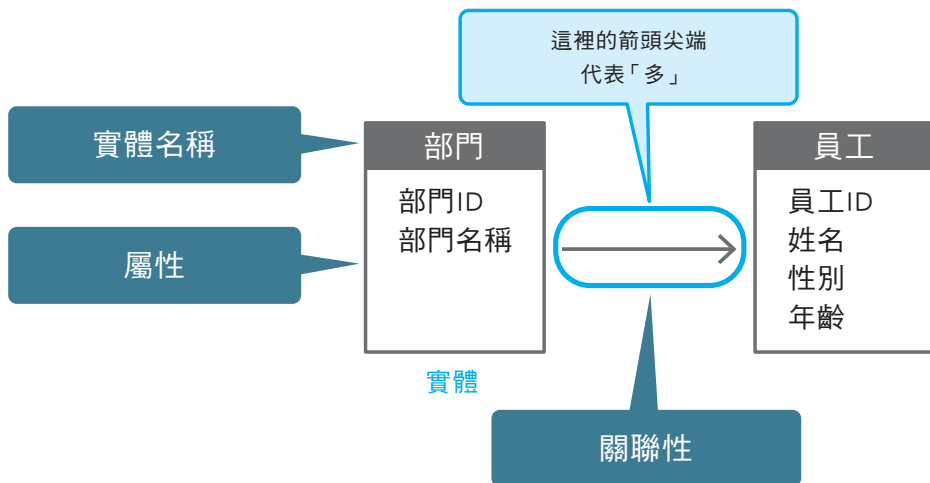 這裡的箭頭尖端
代表「多」
實體名稱
部門
員工
部門ID
部門名稱
員工ID
姓名
性別
年齡
屬性
實體
關聯性